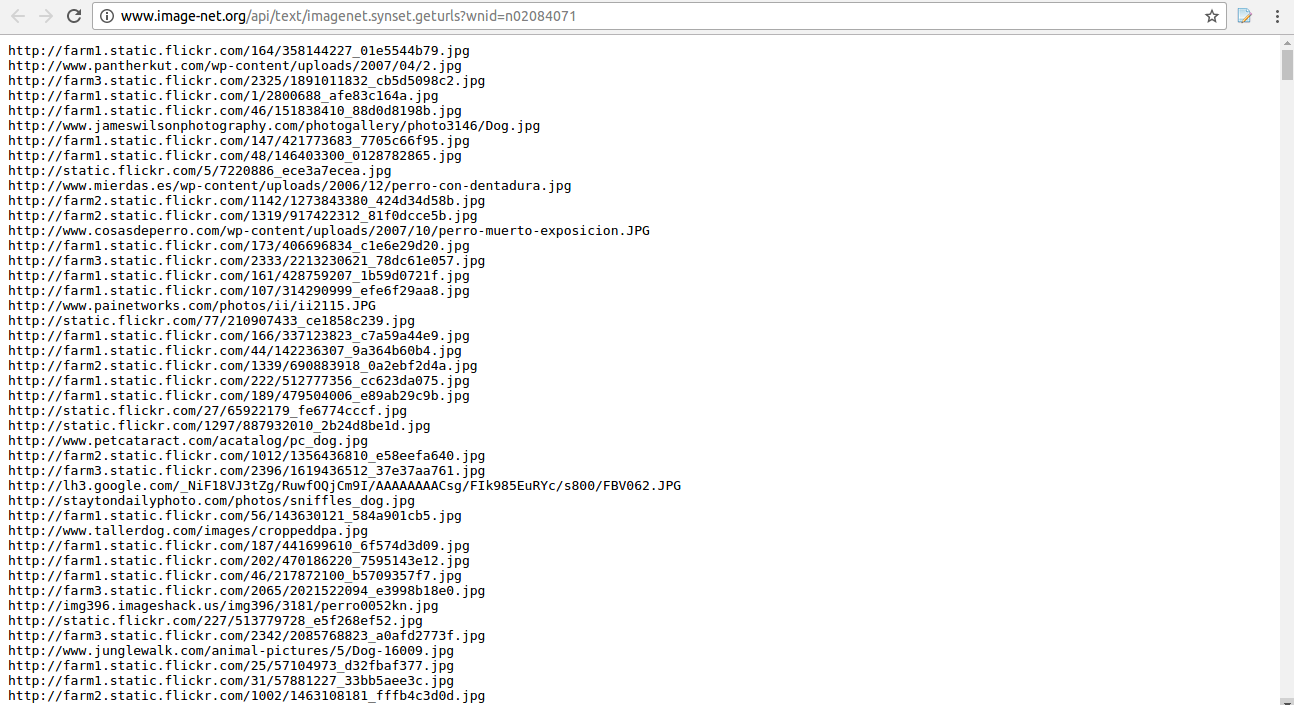 www.image-net.org/api/text/imagenet.synset.geturls?wnid=n02084071
http://farm1.static.flickr.com/164/358144227_01e5544b79.jpg
http://www.pantherkut.com/wp-content/uploads/2007/04/2.jpg
http://farm3.static.flickr.com/2325/1891011832_cb5d5098c2.jpg
http://farm1.static.flickr.com/1/2800688_afe83c164a.jpg
http://farm1.static.flickr.com/46/151838410_88d0d8198b.jpg
http://www.jameswilsonphotography.com/photogallery/photo3146/Dog.jpg
http://farm1.static.flickr.com/147/421773683_7705c66f95.jpg
http://farm1.static.flickr.com/48/146403300_0128782865.jpg
http://static.flickr.com/5/7220886_ece3a7ecea.jpg
http://www.mierdas.es/wp-content/uploads/2006/12/perro-con-dentadura.jpg
http://farm2.static.flickr.com/1142/1273843380_424d34d58b.jpg
http://farm2.static.flickr.com/1319/917422312_81f0dcce5b.jpg
http://www.cosasdeperro.com/wp-content/uploads/2007/10/perro-muerto-exposicion.JPG
http://farm1.static.flickr.com/173/406696834_c1e6e29d20.jpg
http://farm3.static.flickr.com/2333/2213230621_78dc61e057.jpg
http://farm1.static.flickr.com/161/428759207_1b59d0721f.jpg
http://farm1.static.flickr.com/107/314290999_efe6f29aa8.jpg
http://www.painetworks.com/photos/ii/ii2115.JPG
http://static.flickr.com/77/210907433_ce1858c239.jpg
http://farm1.static.flickr.com/166/337123823_c7a59a44e9.jpg
http://farm1.static.flickr.com/44/142236307_9a364b60b4.jpg
http://farm2.static.flickr.com/1339/690883918_0a2ebf2d4a.jpg
http://farm1.static.flickr.com/222/512777356_cc623da075.jpg
http://farm1.static.flickr.com/189/479504006_e89ab29c9b.jpg
http://static.flickr.com/27/65922179_fe6774cccf.jpg
http://static.flickr.com/1297/887932010_2b24d8be1d.jpg
http://www.petcataract.com/acatalog/pc_dog.jpg
http://farm2.static.flickr.com/1012/1356436810_e58eefa640.jpg
http://farm3.static.flickr.com/2396/1619436512_37e37aa761.jpg
http://lh3.google.com/_NiF18VJ3tZg/RuwfOQjCm9I/AAAAAAAACsg/FIk985EuRYc/s800/FBV062.JPG
http://staytondailyphoto.com/photos/sniffles_dog.jpg
http://farm1.static.flickr.com/56/143630121_584a901cb5.jpg
http://www.tallerdog.com/images/croppeddpa.jpg
http://farm1.static.flickr.com/187/441699610_6f574d3d09.jpg
http://farm1.static.flickr.com/202/470186220_7595143e12.jpg
http://farm1.static.flickr.com/46/217872100_b5709357f7.jpg
http://farm3.static.flickr.com/2065/2021522094_e3998b18e0.jpg
http://img396.imageshack.us/img396/3181/perro0052kn.jpg
http://static.flickr.com/227/513779728_e5f268ef52.jpg
http://farm3.static.flickr.com/2342/2085768823_a0afd2773f.jpg
http://www.junglewalk.com/animal-pictures/5/Dog-16009.jpg
http://farm1.static.flickr.com/25/57104973_d32fbaf377.jpg
http://farm1.static.flickr.com/31/57881227_33bb5aee3c.jpg
http://farm2.static.flickr.com/1002/1463108181_fffb4c3d0d.jpg